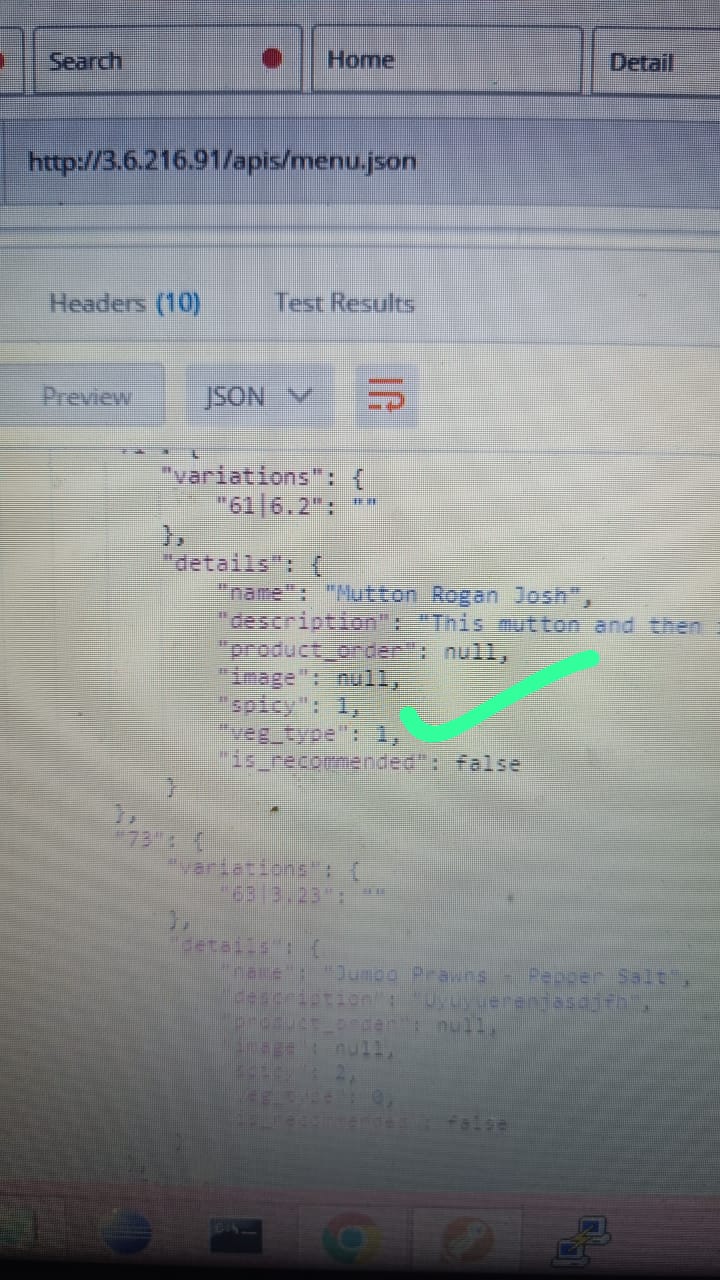 Search
Home
Detail
http://3.6.216.91/apis/menu.json
Headers (10)
Test Results
Preview
JSON
"variations": {
"61|6.2": ""
},
"details": {
"name": "Mutton Rogan Josh",
"description": "This mutton and then
"product_order": null,
"image": null,
"spicy": 1,
"veg_type": 1,
"is_recommended": false
}
},
"73": {
"variations": {
"63|3.23": ""
},
"details": {
"name": "Jumbo Prawns - Pepper Salt",
"description":
"product_order": null,
"image": null,
"spicy": 2,
"veg_type": 0,
"is_recommended": false
}